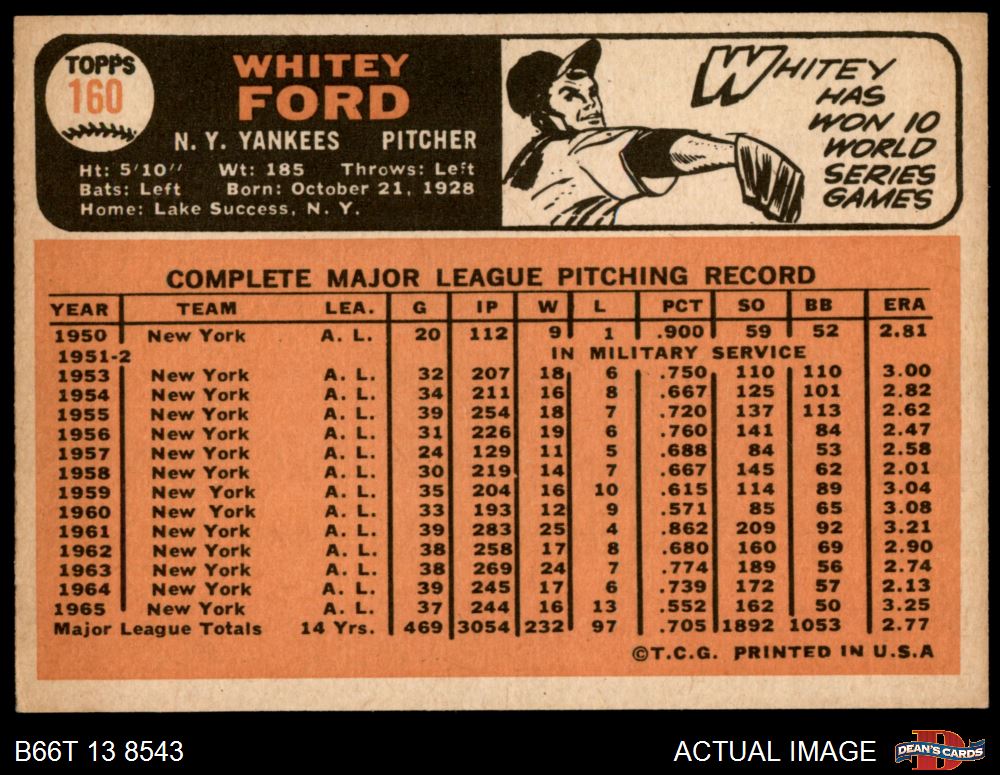 TOPPS
160
WHITEY
FORD
N. Y. YANKEES PITCHER
Ht: 5'10" Wt: 185 Throws: Left
Bats: Left Born: October 21, 1928
Home: Lake Success, N. Y.
WHITEY
HAS
WON 10
WORLD
SERIES
GAMES
COMPLETE MAJOR LEAGUE PITCHING RECORD
YEAR TEAM LEA. G IP W L PCT SO BB ERA
1950 New York A. L. 20 112 9 1 .900 59 52 2.81
1951-2 IN MILITARY SERVICE
1953 New York A. L. 32 207 18 6 .750 110 110 3.00
1954 New York A. L. 34 211 16 8 .667 125 101 2.82
1955 New York A. L. 39 254 18 7 .720 137 113 2.62
1956 New York A. L. 31 226 19 6 .760 141 84 2.47
1957 New York A. L. 24 129 11 5 .688 84 53 2.58
1958 New York A. L. 30 219 14 7 .667 145 62 2.01
1959 New York A. L. 35 204 16 10 .615 114 89 3.04
1960 New York A. L. 33 193 12 9 .571 85 65 3.08
1961 New York A. L. 39 283 25 4 .862 209 92 3.21
1962 New York A. L. 38 258 17 8 .680 160 69 2.90
1963 New York A. L. 38 269 24 7 .774 189 56 2.74
1964 New York A. L. 39 245 17 6 .739 172 57 2.13
1965 New York A. L. 37 244 16 13 .552 162 50 3.25
Major League Totals 14 Yrs. 469 3054 232 97 .705 1892 1053 2.77
©T.C.G. PRINTED IN U.S.A
B66T 13 8543
ACTUAL IMAGE
D
DEAN'S CARDS